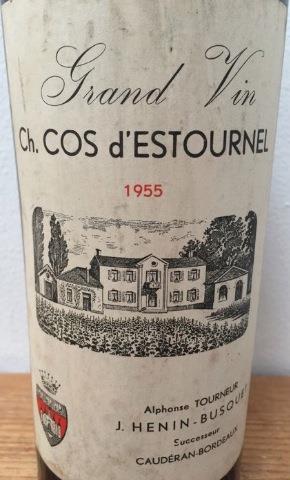 Grand Vin
Ch. COS d'ESTOURNEL
1955
Alphonse TOURNEUR
J. HENIN-BUSQUET
Successeur
CAUDÉRAN-BORDEAUX